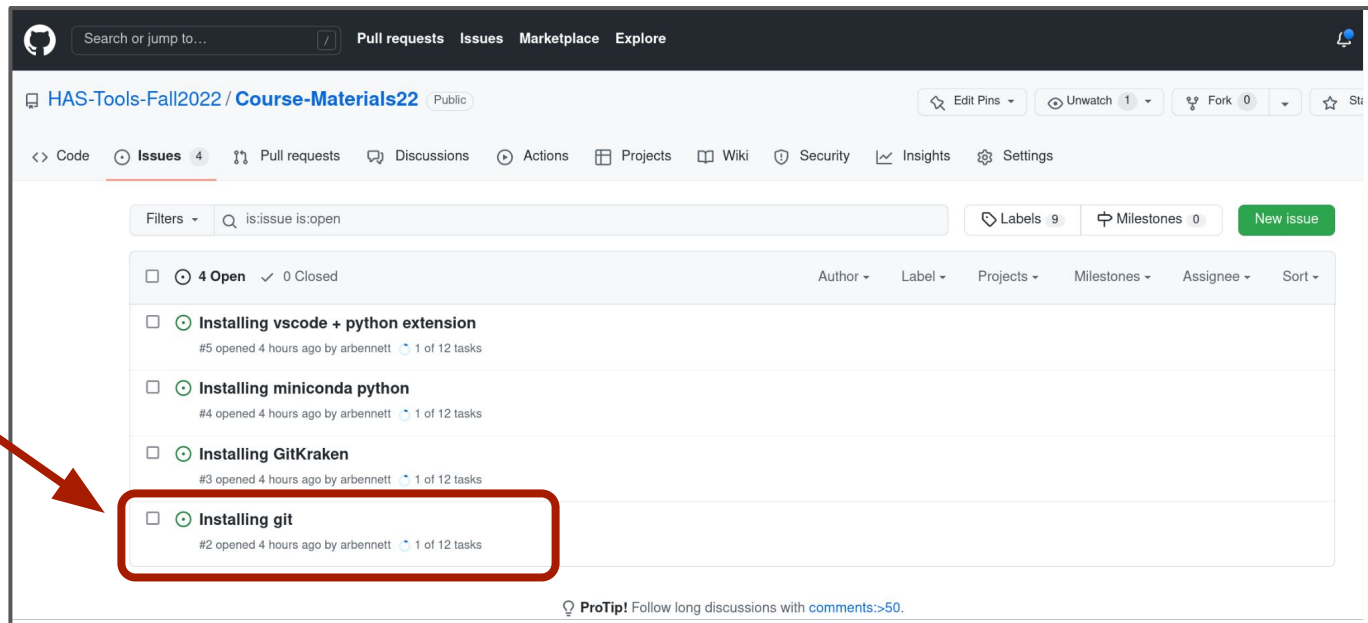 Search or jump to... / Pull requests Issues Marketplace Explore
HAS-Tools-Fall2022 / Course-Materials22 Public Edit Pins Unwatch 1 Fork 0
<> Code Issues 4 Pull requests Discussions Actions Projects Wiki Security Insights Settings
Filters is:issue is:open Labels 9 Milestones 0 New issue
4 Open 0 Closed Author Label Projects Milestones Assignee Sort
Installing vscode + python extension
#5 opened 4 hours ago by arbennett 1 of 12 tasks
Installing miniconda python
#4 opened 4 hours ago by arbennett 1 of 12 tasks
Installing GitKraken
#3 opened 4 hours ago by arbennett 1 of 12 tasks
Installing git
#2 opened 4 hours ago by arbennett 1 of 12 tasks
ProTip! Follow long discussions with comments:>50.